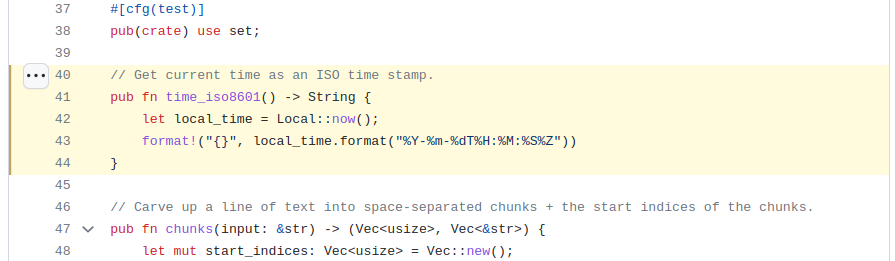 37 #[cfg(test)]
38 pub(crate) use set;
39
40 // Get current time as an ISO time stamp.
41 pub fn time_iso8601() -> String {
42     let local_time = Local::now();
43     format!("{}", local_time.format("%Y-%m-%dT%H:%M:%S%Z"))
44 }
45
46 // Carve up a line of text into space-separated chunks + the start indices of the chunks.
47 pub fn chunks(input: &str) -> (Vec<usize>, Vec<&str>) {
48     let mut start_indices: Vec<usize> = Vec::new();